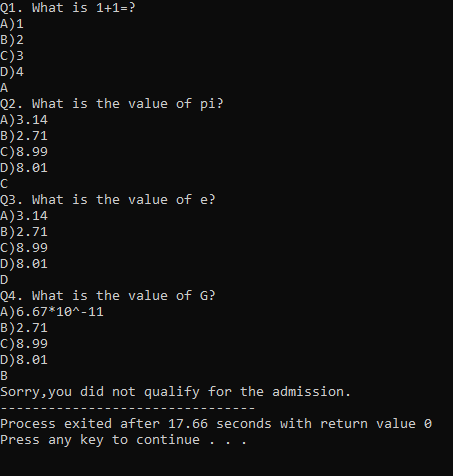 Q1. What is 1+1=?
A)1
B)2
C)3
D)4
A
Q2. What is the value of pi?
A)3.14
B)2.71
C)8.99
D)8.01
C
Q3. What is the value of e?
A)3.14
B)2.71
C)8.99
D)8.01
D
Q4. What is the value of G?
A)6.67*10^-11
B)2.71
C)8.99
D)8.01
B
Sorry,you did not qualify for the admission.
--------------------------------
Process exited after 17.66 seconds with return value 0
Press any key to continue . . .